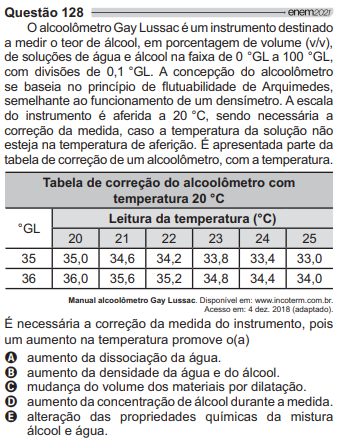 Questão 128 enem2021
O alcoolômetro Gay Lussac é um instrumento destinado
a medir o teor de álcool, em porcentagem de volume (v/v),
de soluções de água e álcool na faixa de 0 °GL a 100 °GL,
com divisões de 0,1 °GL. A concepção do alcoolômetro
se baseia no princípio de flutuabilidade de Arquimedes,
semelhante ao funcionamento de um densímetro. A escala
do instrumento é aferida a 20 °C, sendo necessária a
correção da medida, caso a temperatura da solução não
esteja na temperatura de aferição. É apresentada parte da
tabela de correção de um alcoolômetro, com a temperatura.
Tabela de correção do alcoolômetro com
temperatura 20 °C
°GL Leitura da temperatura (°C)
20 21 22 23 24 25
35 35,0 34,6 34,2 33,8 33,4 33,0
36 36,0 35,6 35,2 34,8 34,4 34,0
Manual alcoolômetro Gay Lussac. Disponível em: www.incoterm.com.br.
Acesso em: 4 dez. 2018 (adaptado).
É necessária a correção da medida do instrumento, pois
um aumento na temperatura promove o(a)
A aumento da dissociação da água.
B aumento da densidade da água e do álcool.
C mudança do volume dos materiais por dilatação.
D aumento da concentração de álcool durante a medida.
E alteração das propriedades químicas da mistura
álcool e água.